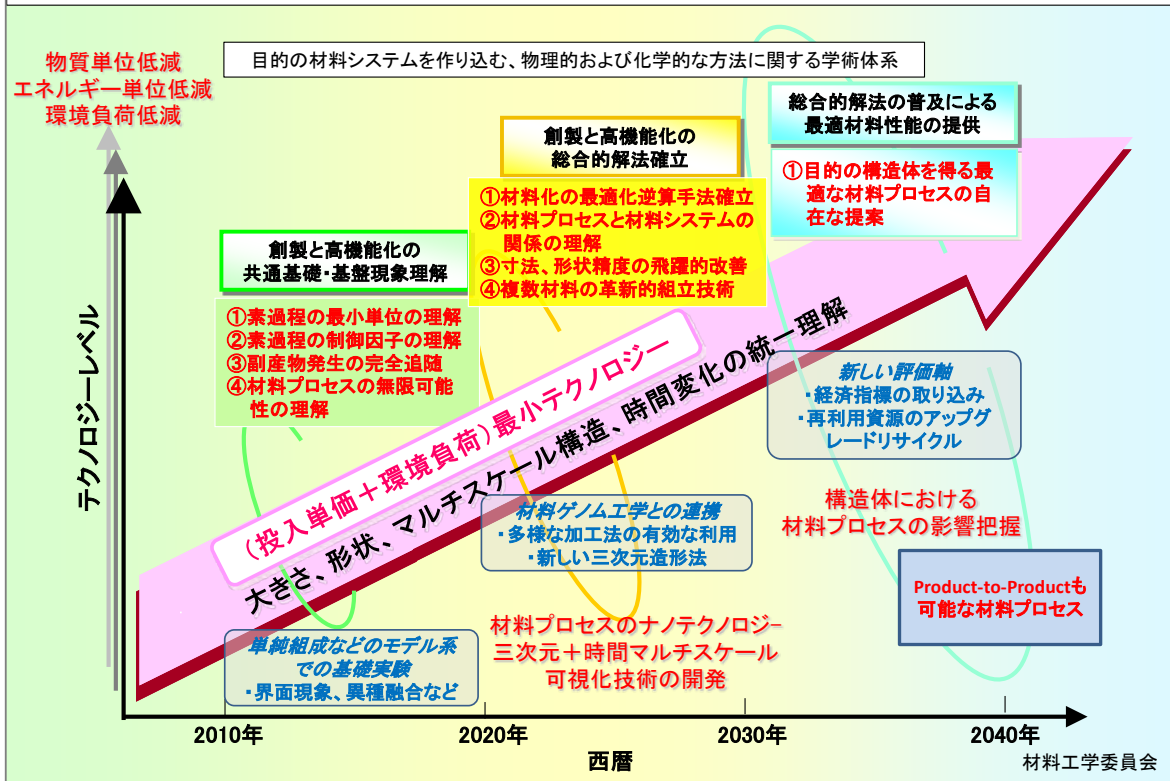 目的の材料システムを作り込む、物理的および化学的な方法に関する学術体系
物質単位低減
エネルギー単位低減
環境負荷低減
テクノロジーレベル
創製と高機能化の
共通基礎・基盤現象理解
①素過程の最小単位の理解
②素過程の制御因子の理解
③副産物発生の完全追随
④材料プロセスの無限可能
性の理解
創製と高機能化の
総合的解法確立
①材料化の最適化逆算手法確立
②材料プロセスと材料システムの
関係の理解
③寸法、形状精度の飛躍的改善
④複数材料の革新的組立技術
総合的解法の普及による
最適材料性能の提供
①目的の構造体を得る最
適な材料プロセスの自
在な提案
(投入単価+環境負荷)最小テクノロジー
大きさ、形状、マルチスケール構造、時間変化の統一理解
単純組成などのモデル系
での基礎実験
・界面現象、異種融合など
材料ゲノム工学との連携
・多様な加工法の有効な利用
・新しい三次元造形法
材料プロセスのナノテクノロジー
三次元+時間マルチスケール
可視化技術の開発
新しい評価軸
・経済指標の取り込み
・再利用資源のアップグ
レードリサイクル
構造体における
材料プロセスの影響把握
Product-to-Productも
可能な材料プロセス
2010年
2020年
2030年
2040年
西暦
材料工学委員会